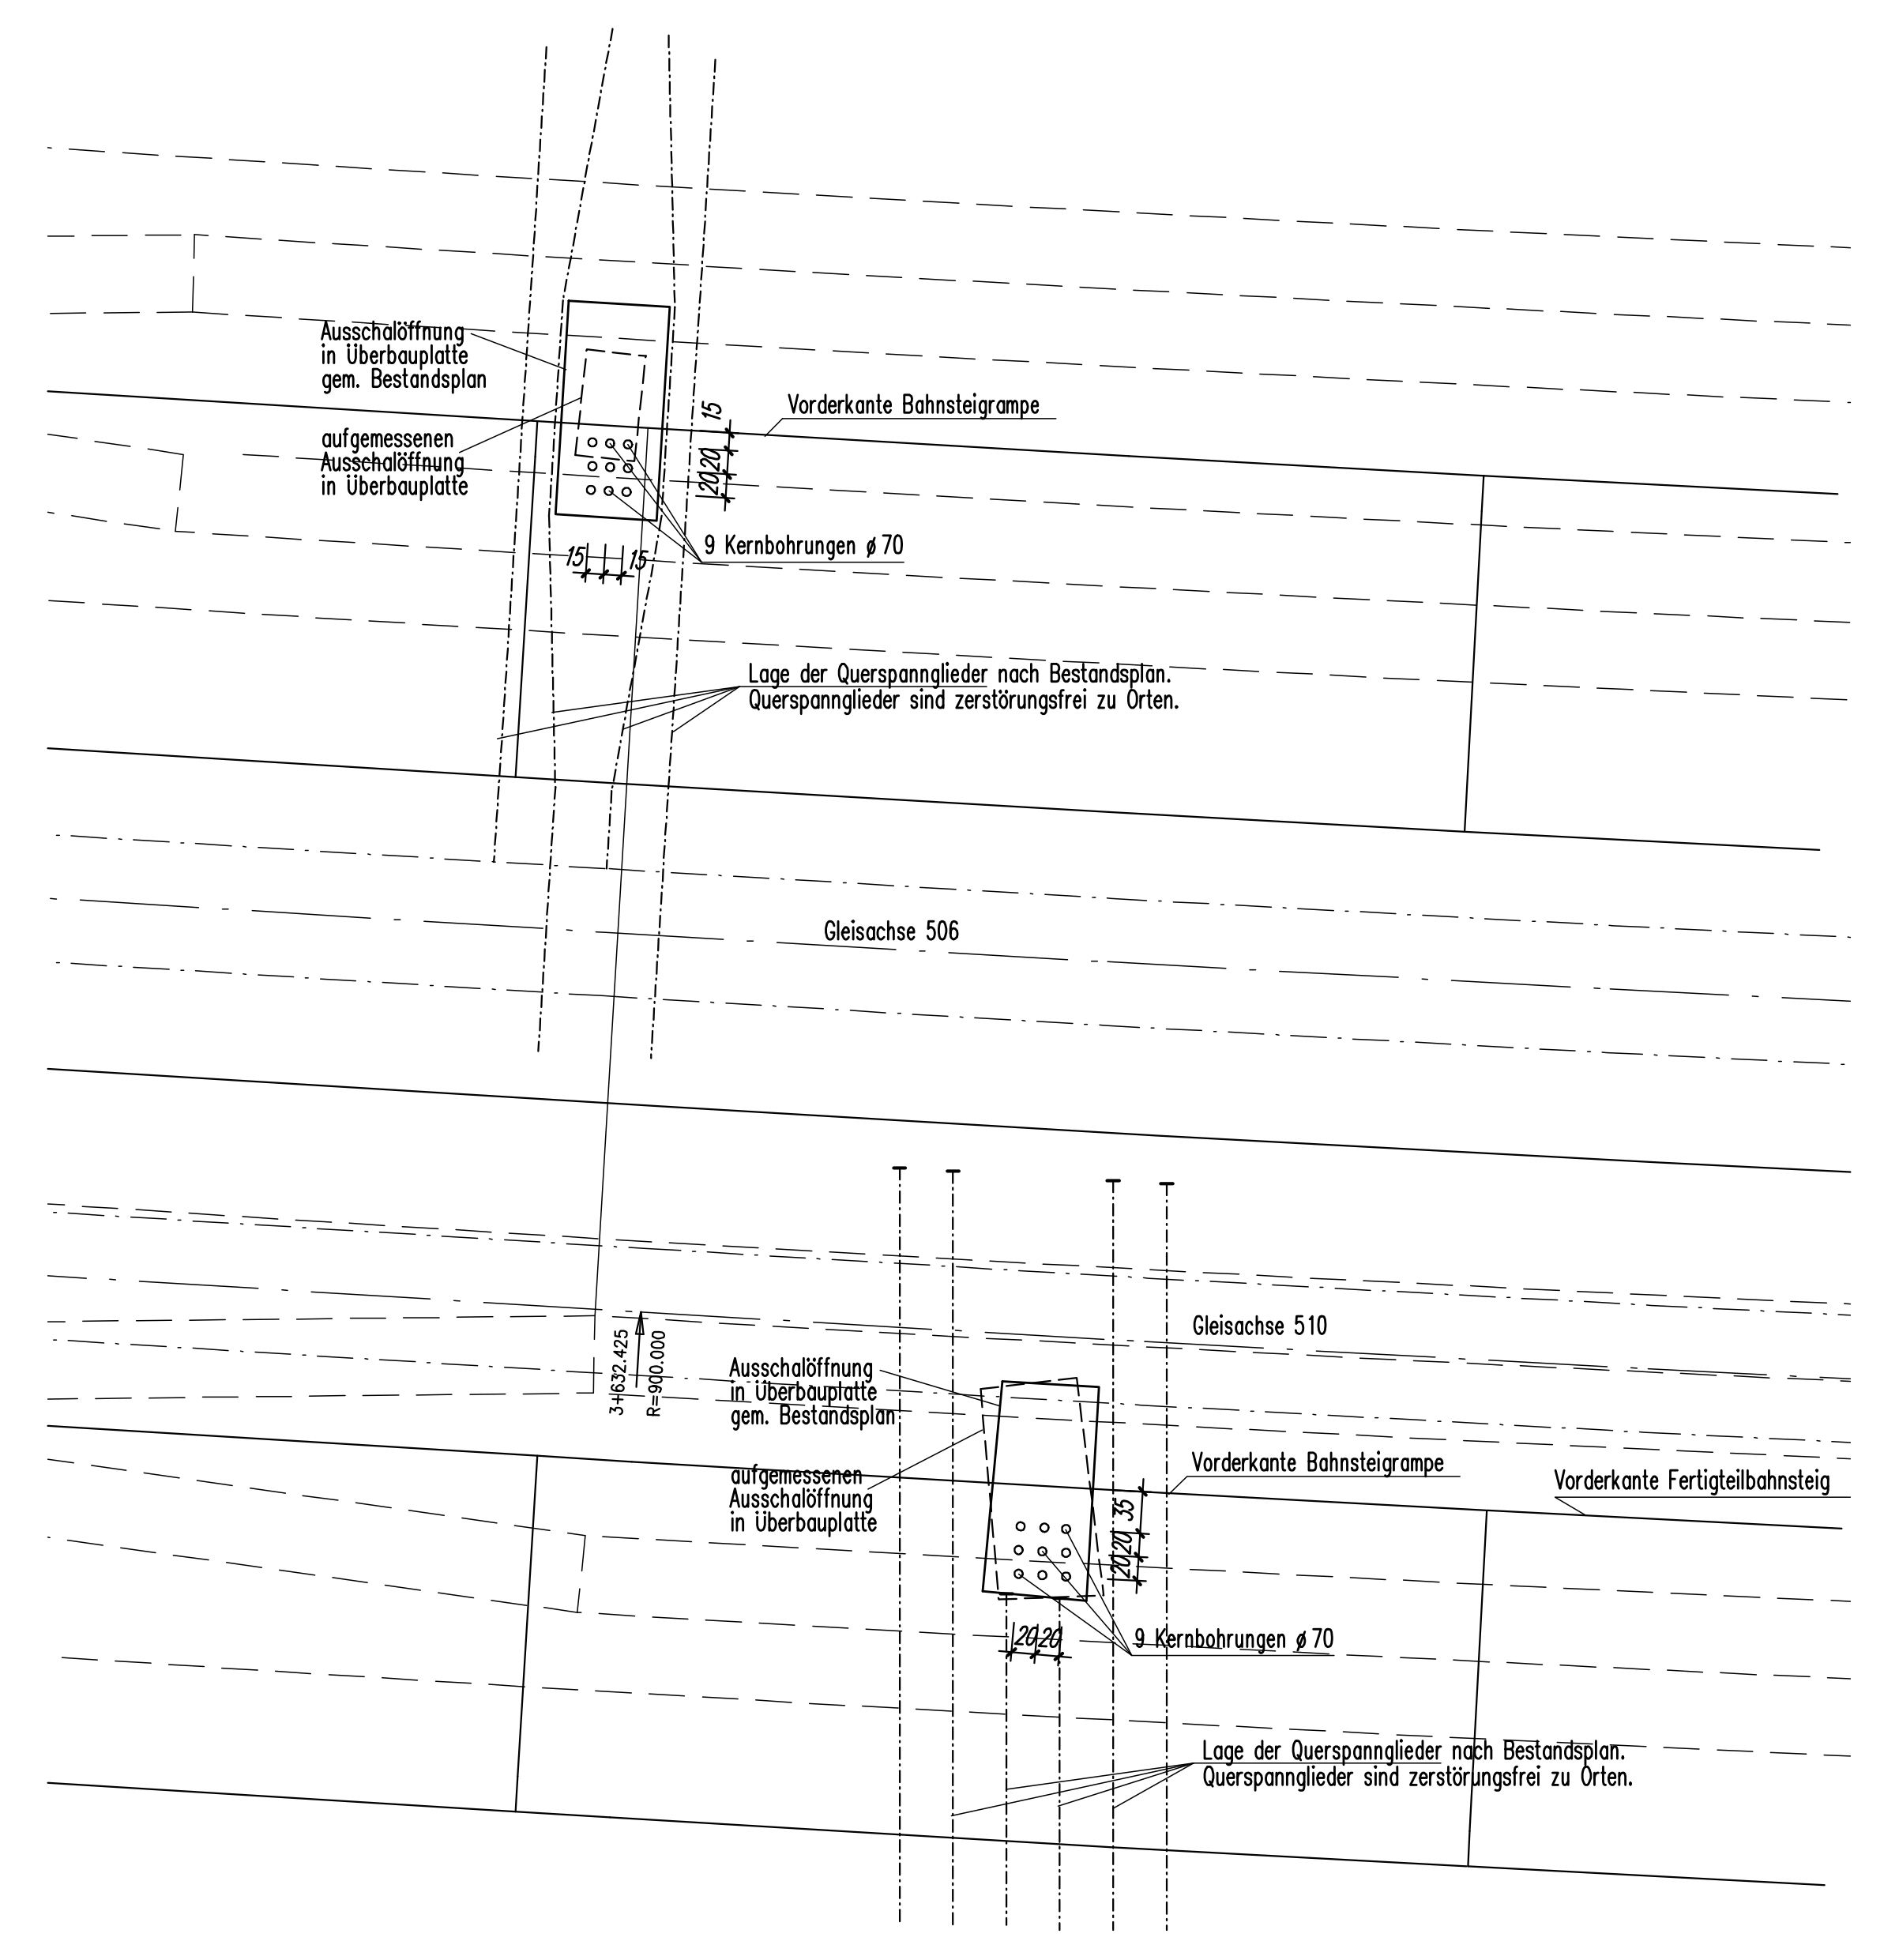 Ausschalöffnung
in Überbauplatte
gem. Bestandsplan
15
Vorderkante Bahnsteigrampe
aufgemessenen
Ausschalöffnung
in Überbauplatte
20
20
9 Kernbohrungen ø 70
15
15
Lage der Querspannglieder nach Bestandsplan.
Querspannglieder sind zerstörungsfrei zu Orten.
Gleisachse 506
Gleisachse 510
3+632.425
R=900.000
Ausschalöffnung
in Überbauplatte
gem. Bestandsplan
Vorderkante Bahnsteigrampe
aufgemessenen
Ausschalöffnung
in Überbauplatte
Vorderkante Fertigteilbahnsteig
35
20
20
20 20
9 Kernbohrungen ø 70
Lage der Querspannglieder nach Bestandsplan.
Querspannglieder sind zerstörungsfrei zu Orten.